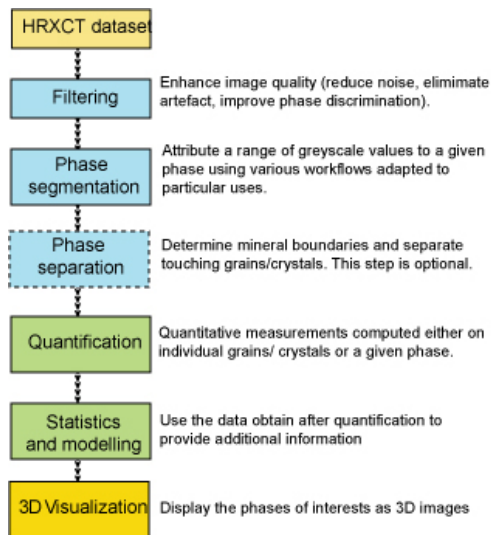 HRXCT dataset
Filtering
Enhance image quality (reduce noise, elimimate
artefact, improve phase discrimination).
Phase
segmentation
Attribute a range of greyscale values to a given
phase using various workflows adapted to
particular uses.
Phase
separation
Determine mineral boundaries and separate
touching grains/crystals. This step is optional.
Quantification
Quantitative measurements computed either on
individual grains/ crystals or a given phase.
Statistics
and modelling
Use the data obtain after quantification to
provide additional information
3D Visualization
Display the phases of interests as 3D images